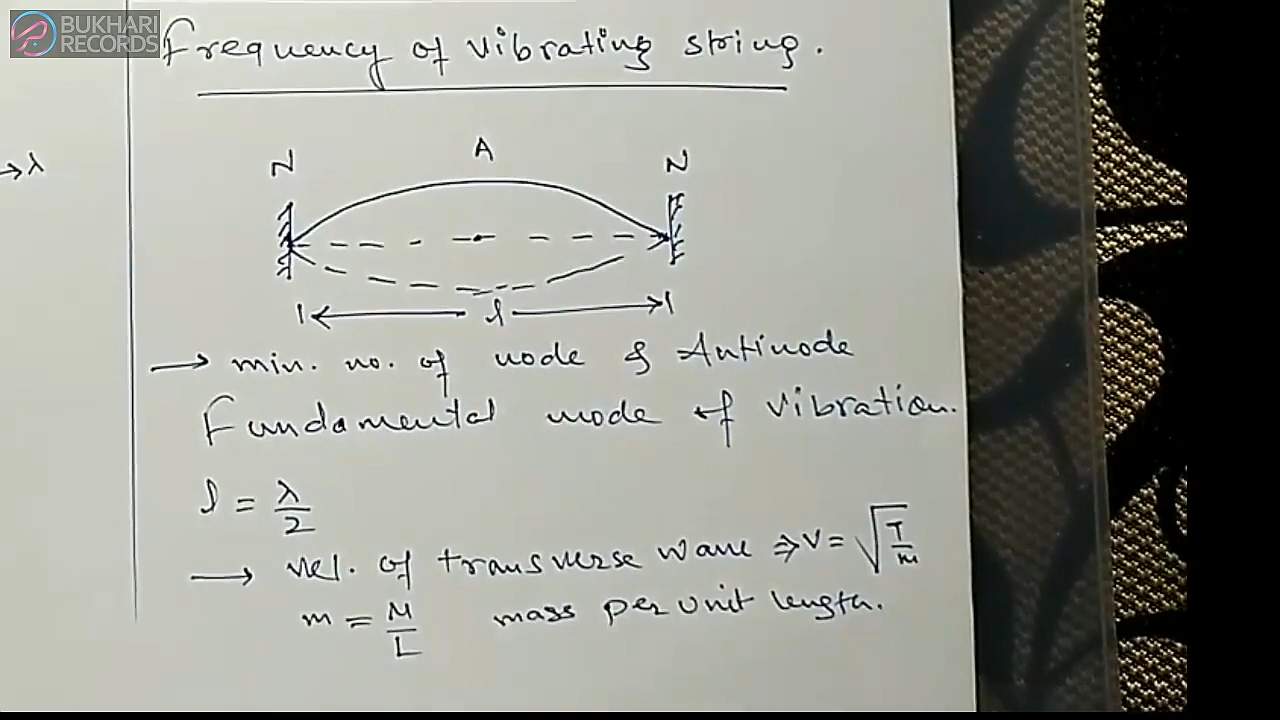 BUKHARI
RECORDS
Frequency of vibrating string.
→λ
N A N
l
→ min. no. of node & Antinode
Fundamental mode of vibration.
l = λ/2
→ vel. of transverse wave ⇒ V = √T/m
m = M/L mass per unit length.